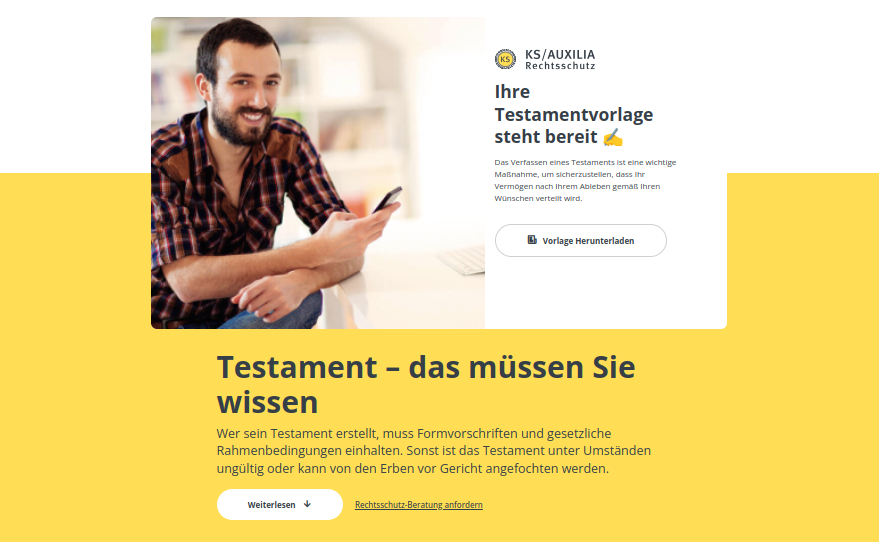 KS
KS/AUXILIA
Rechtsschutz
Ihre
Testamentvorlage
steht bereit ✍️
Das Verfassen eines Testaments ist eine wichtige
Maßnahme, um sicherzustellen, dass Ihr
Vermögen nach Ihrem Ableben gemäß Ihren
Wünschen verteilt wird.
Vorlage Herunterladen
Testament – das müssen Sie
wissen
Wer sein Testament erstellt, muss Formvorschriften und gesetzliche
Rahmenbedingungen einhalten. Sonst ist das Testament unter Umständen
ungültig oder kann von den Erben vor Gericht angefochten werden.
Weiterlesen ↓ Rechtsschutz-Beratung anfordern